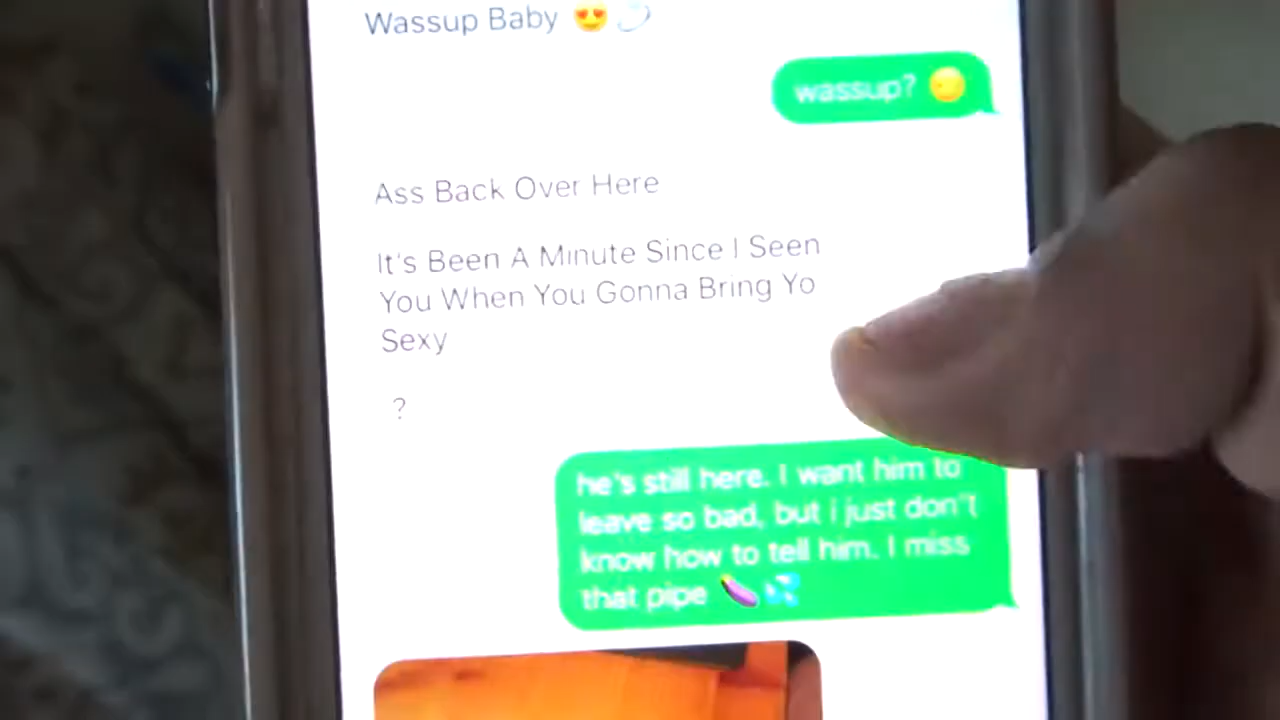 Wassup Baby 😍💍
wassup? 😏
Ass Back Over Here
It's Been A Minute Since I Seen
You When You Gonna Bring Yo
Sexy
?
he's still here. I want him to
leave so bad, but i just don't
know how to tell him. I miss
that pipe 🍆💦